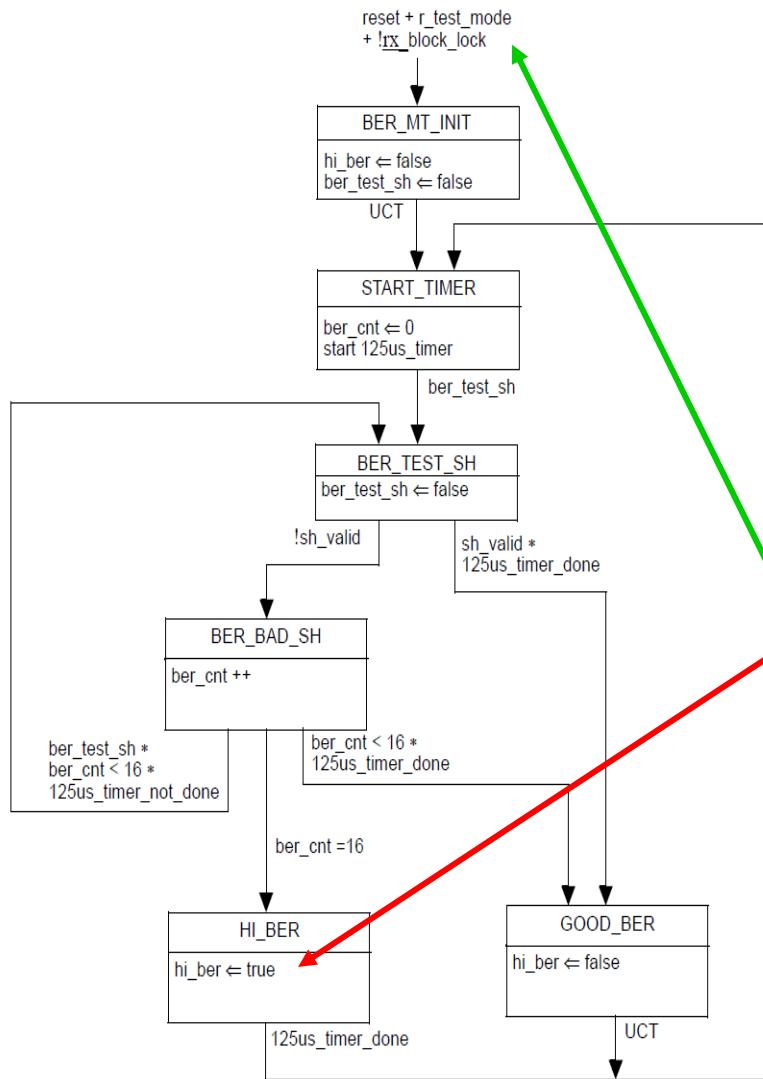 reset + r_test_mode
+ !rx_block_lock
BER_MT_INIT
hi_ber ⇐ false
ber_test_sh ⇐ false
UCT
START_TIMER
ber_cnt ⇐ 0
start 125us_timer
ber_test_sh
BER_TEST_SH
ber_test_sh ⇐ false
!sh_valid
sh_valid *
125us_timer_done
BER_BAD_SH
ber_cnt ++
ber_test_sh *
ber_cnt < 16 *
125us_timer_not_done
ber_cnt < 16 *
125us_timer_done
ber_cnt =16
HI_BER
hi_ber ⇐ true
125us_timer_done
GOOD_BER
hi_ber ⇐ false
UCT